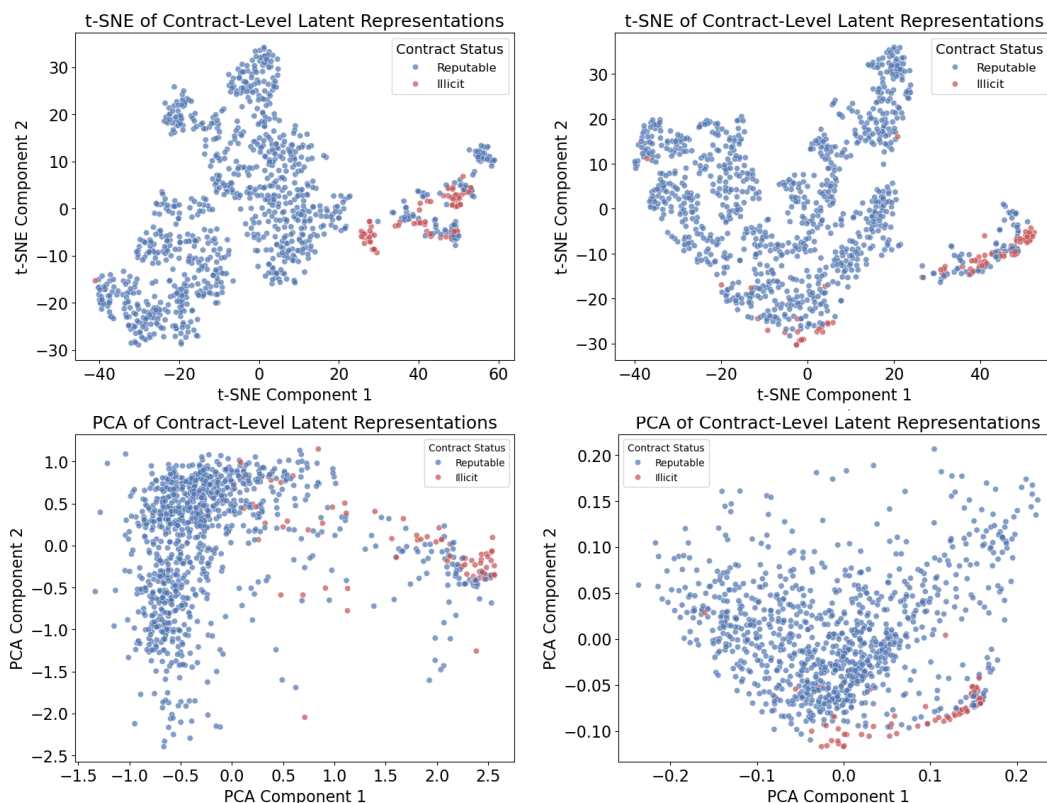 t-SNE of Contract-Level Latent Representations
Contract Status
Reputable
Illicit
30
20
10
0
−10
−20
−30
t-SNE Component 2
−40
−20
0
20
40
60
t-SNE Component 1
t-SNE of Contract-Level Latent Representations
Contract Status
Reputable
Illicit
30
20
10
0
−10
−20
−30
t-SNE Component 2
−40
−20
0
20
40
t-SNE Component 1
PCA of Contract-Level Latent Representations
Contract Status
Reputable
Illicit
1.0
0.5
0.0
−0.5
−1.0
−1.5
−2.0
−2.5
PCA Component 2
−1.5
−1.0
−0.5
0.0
0.5
1.0
1.5
2.0
2.5
PCA Component 1
PCA of Contract-Level Latent Representations
Contract Status
Reputable
Illicit
0.20
0.15
0.10
0.05
0.00
−0.05
−0.10
PCA Component 2
−0.2
−0.1
0.0
0.1
0.2
PCA Component 1